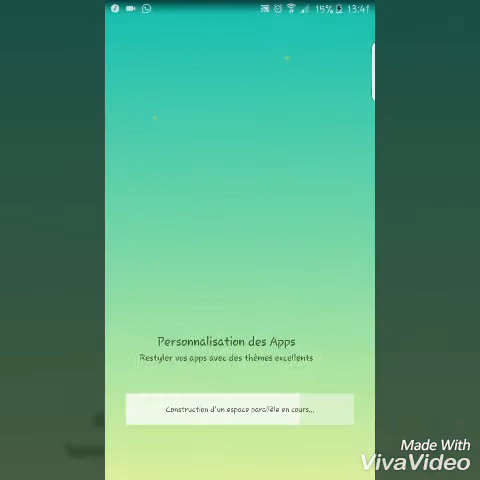 15% 13:41
Personnalisation des Apps
Restyler vos apps avec des thèmes excellents
Construction d'un espace parallèle en cours...
Made With
VivaVideo